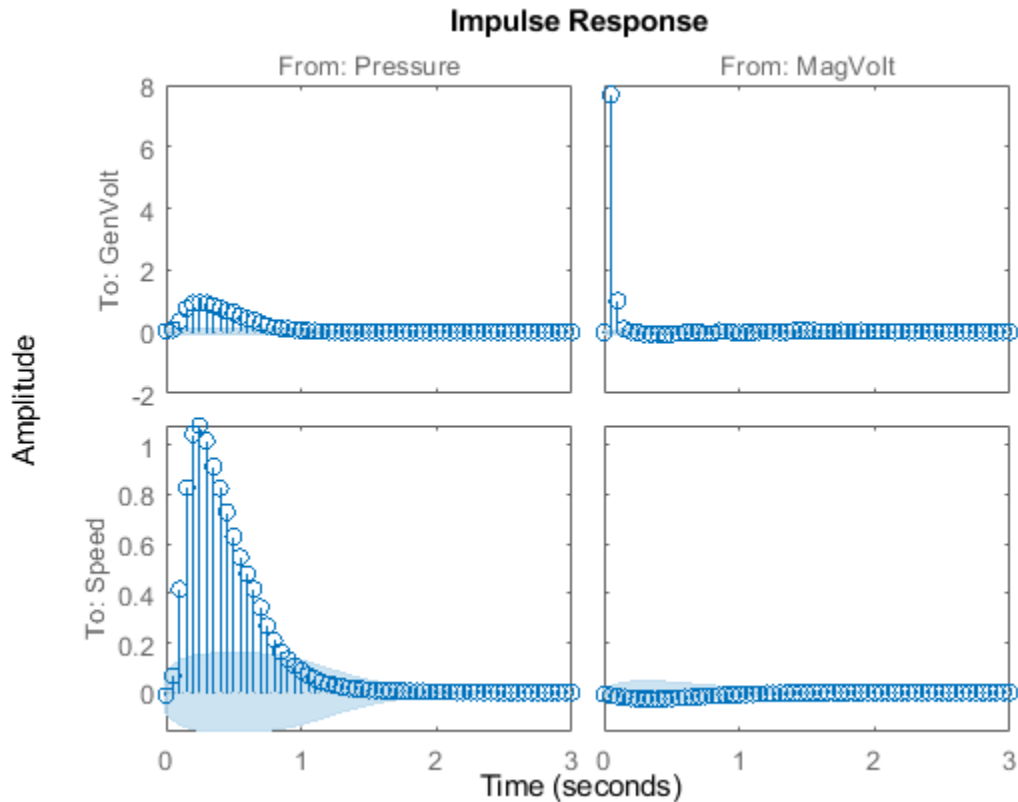 Impulse Response
From: Pressure
From: MagVolt
To: GenVolt
8
6
4
2
0
-2
Amplitude
To: Speed
1
0.8
0.6
0.4
0.2
0
0 1 2 3
0 1 2 3
Time (seconds)